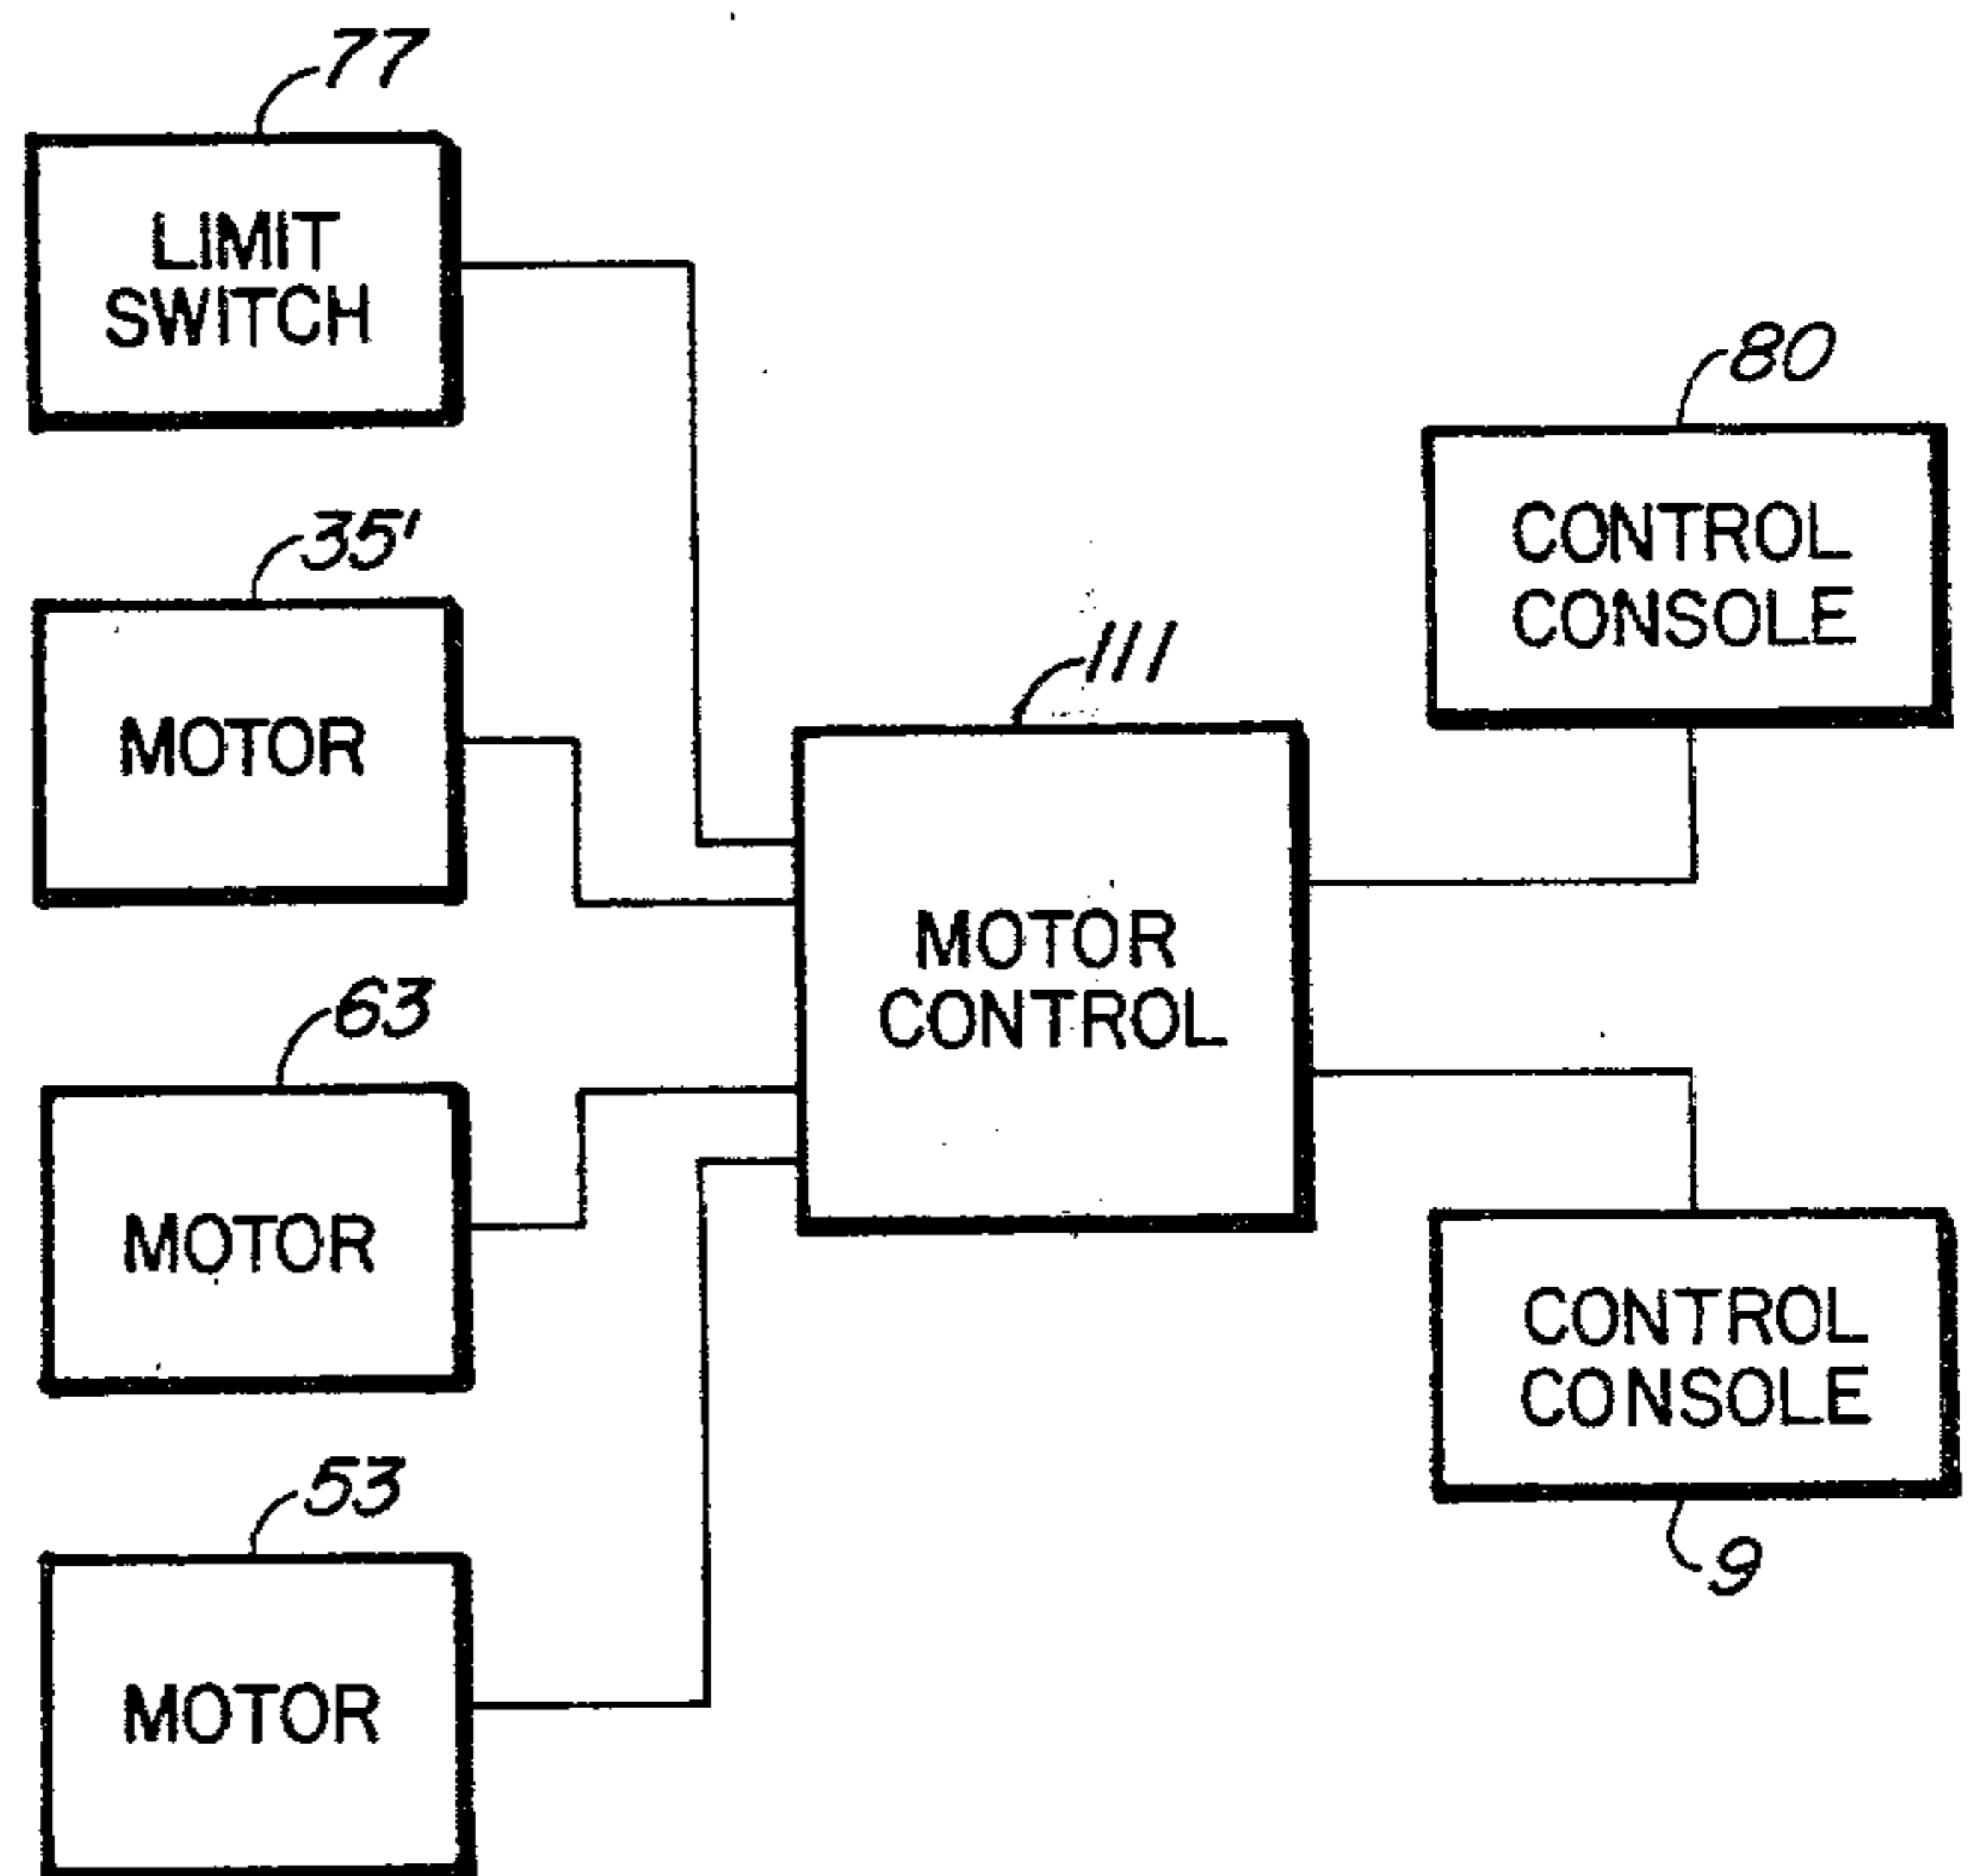 77
LIMIT
SWITCH
35'
MOTOR
63
MOTOR
53
MOTOR
111
MOTOR
CONTROL
80
CONTROL
CONSOLE
CONTROL
CONSOLE
9